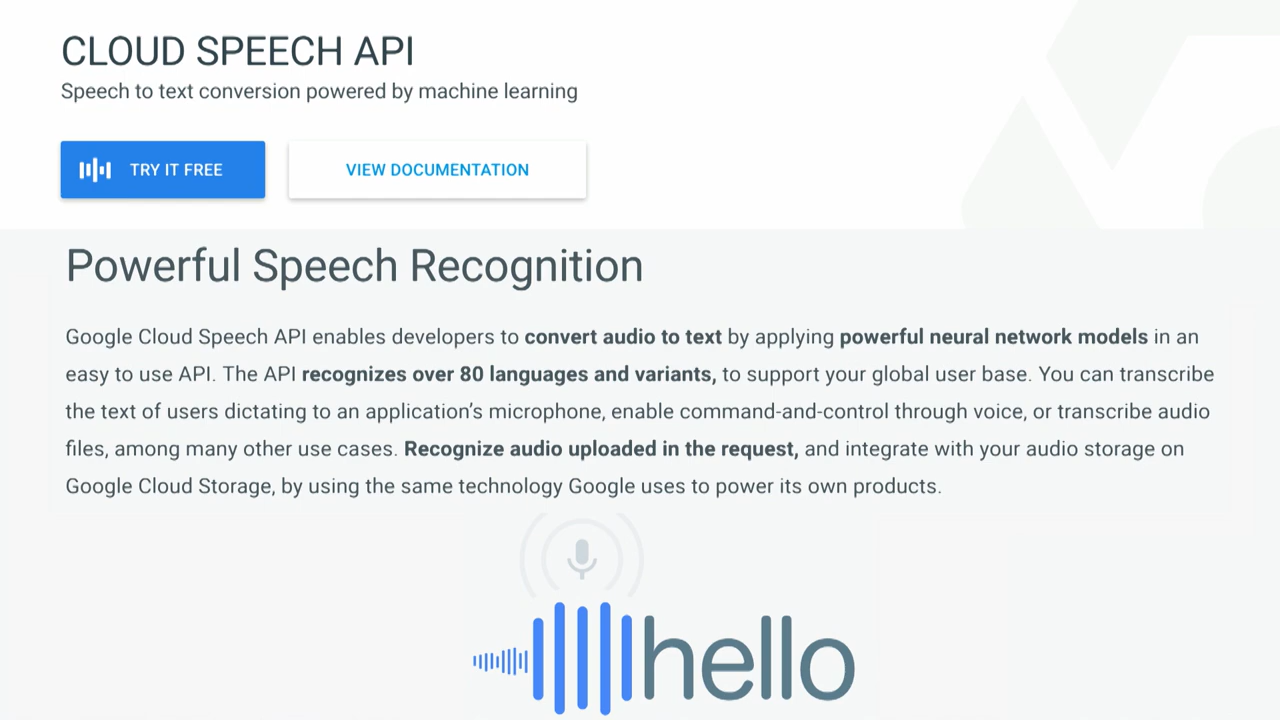 CLOUD SPEECH API
Speech to text conversion powered by machine learning
TRY IT FREE
VIEW DOCUMENTATION
Powerful Speech Recognition
Google Cloud Speech API enables developers to convert audio to text by applying powerful neural network models in an
easy to use API. The API recognizes over 80 languages and variants, to support your global user base. You can transcribe
the text of users dictating to an application’s microphone, enable command-and-control through voice, or transcribe audio
files, among many other use cases. Recognize audio uploaded in the request, and integrate with your audio storage on
Google Cloud Storage, by using the same technology Google uses to power its own products.
hello